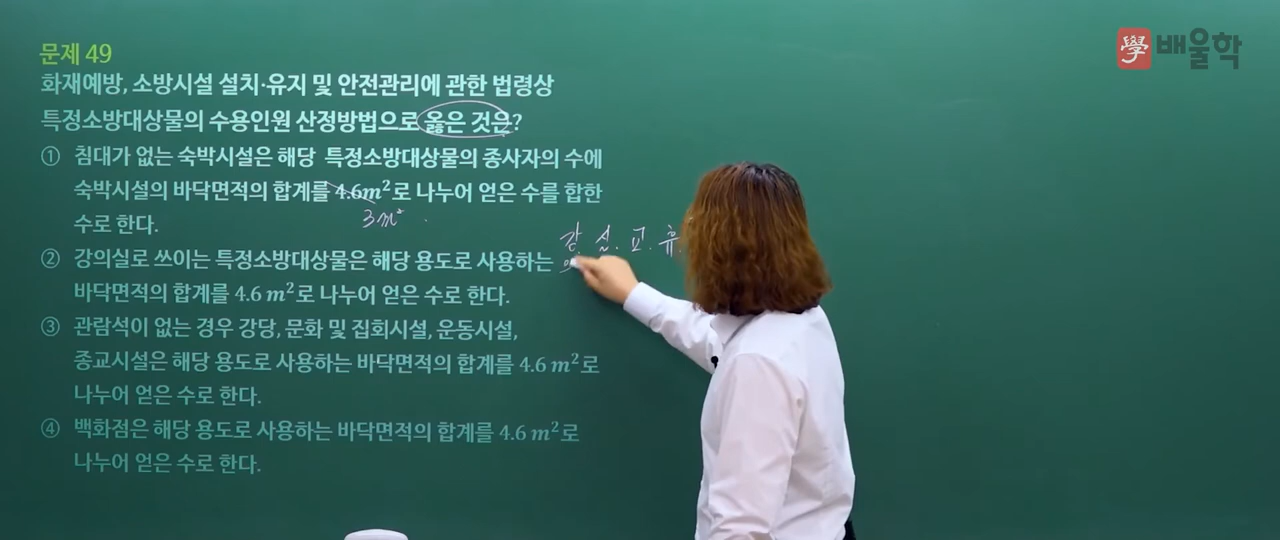 學 배울학
문제 49
화재예방, 소방시설 설치·유지 및 안전관리에 관한 법령상
특정소방대상물의 수용인원 산정방법으로 옳은 것은?
① 침대가 없는 숙박시설은 해당 특정소방대상물의 종사자의 수에
숙박시설의 바닥면적의 합계를 4.6m²로 나누어 얻은 수를 합한
수로 한다.
3m²
강. 실. 교. 휴.
② 강의실로 쓰이는 특정소방대상물은 해당 용도로 사용하는
바닥면적의 합계를 4.6 m²로 나누어 얻은 수로 한다.
③ 관람석이 없는 경우 강당, 문화 및 집회시설, 운동시설,
종교시설은 해당 용도로 사용하는 바닥면적의 합계를 4.6 m²로
나누어 얻은 수로 한다.
④ 백화점은 해당 용도로 사용하는 바닥면적의 합계를 4.6 m²로
나누어 얻은 수로 한다.